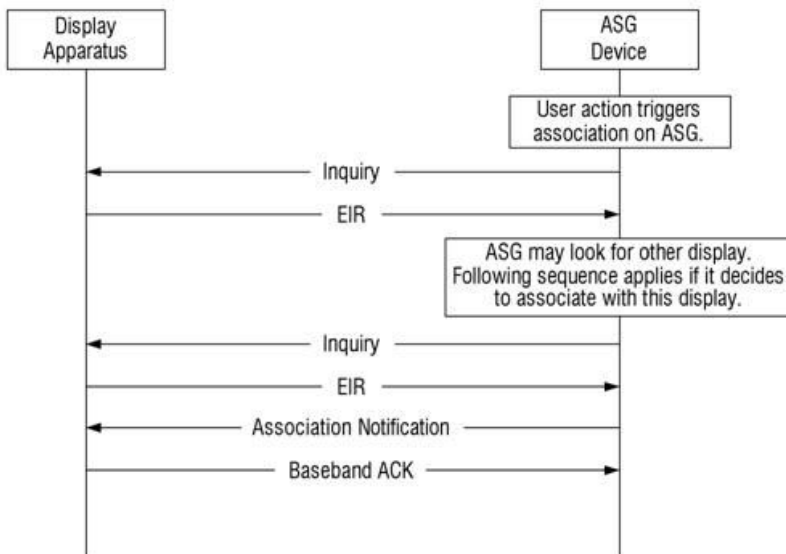 Display
Apparatus
ASG
Device
User action triggers
association on ASG.
Inquiry
EIR
ASG may look for other display.
Following sequence applies if it decides
to associate with this display.
Inquiry
EIR
Association Notification
Baseband ACK